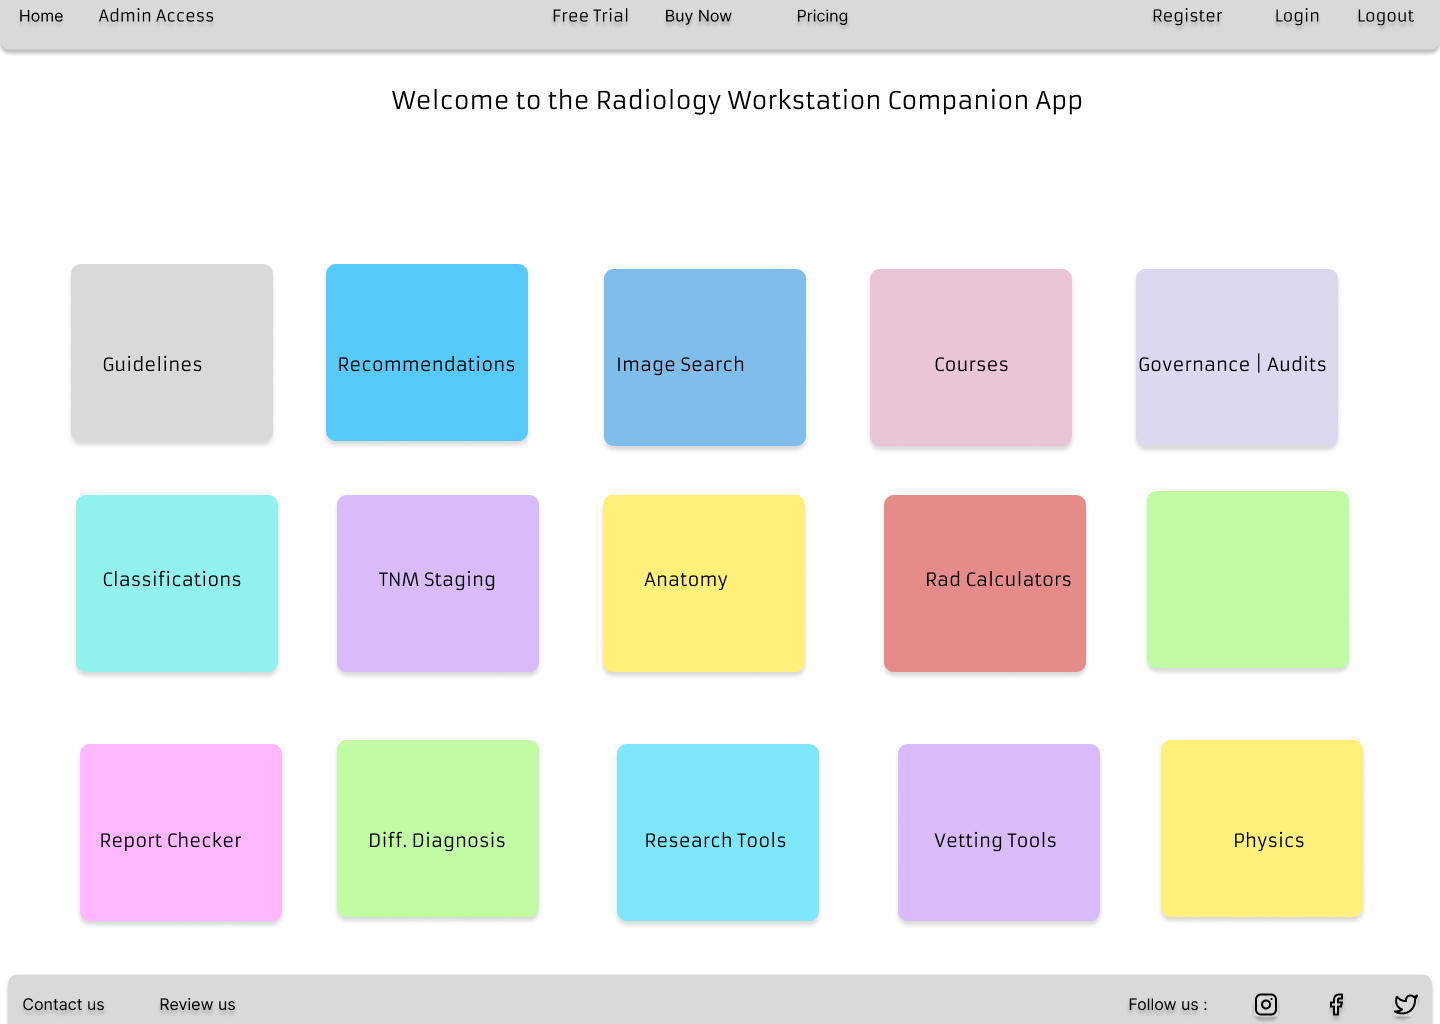 Home Admin Access Free Trial Buy Now Pricing Register Login Logout
Welcome to the Radiology Workstation Companion App
Guidelines Recommendations Image Search Courses Governance | Audits
Classifications TNM Staging Anatomy Rad Calculators
Report Checker Diff. Diagnosis Research Tools Vetting Tools Physics
Contact us Review us Follow us :